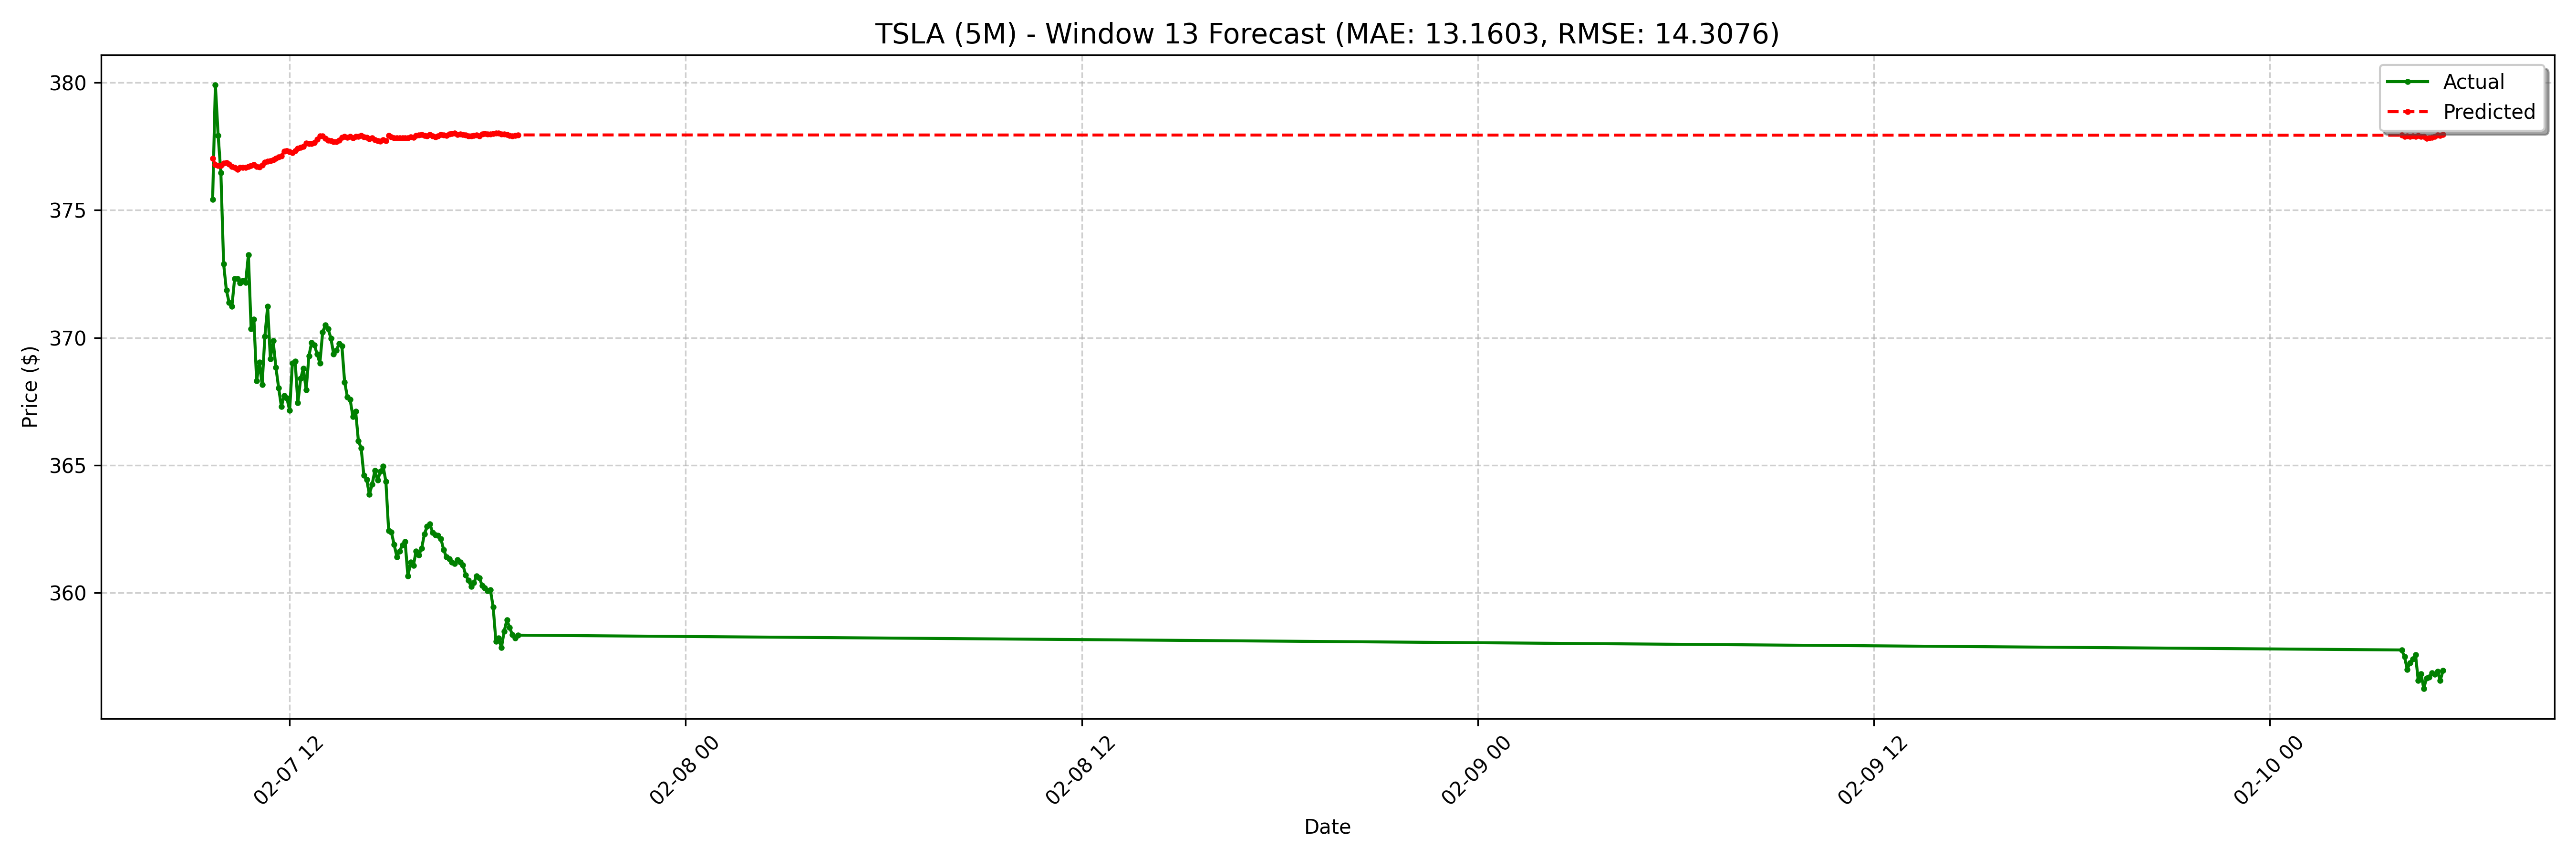 TSLA (5M) - Window 13 Forecast (MAE: 13.1603, RMSE: 14.3076)
Actual
Predicted
380
375
370
365
360
Price ($)
02-07 12
02-08 00
02-08 12
02-09 00
02-09 12
02-10 00
Date